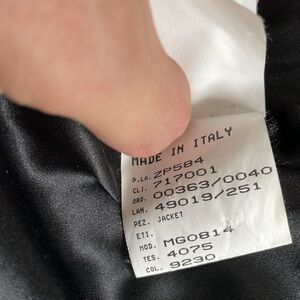 MADE IN ITALY
P.LA. ZP584
CLI. 717001
ORD. 00363/0040
LAN. 49019/251
PEZ. JACKET
ETI.
MOD. MG0814
TES. 4075
COL. 9230